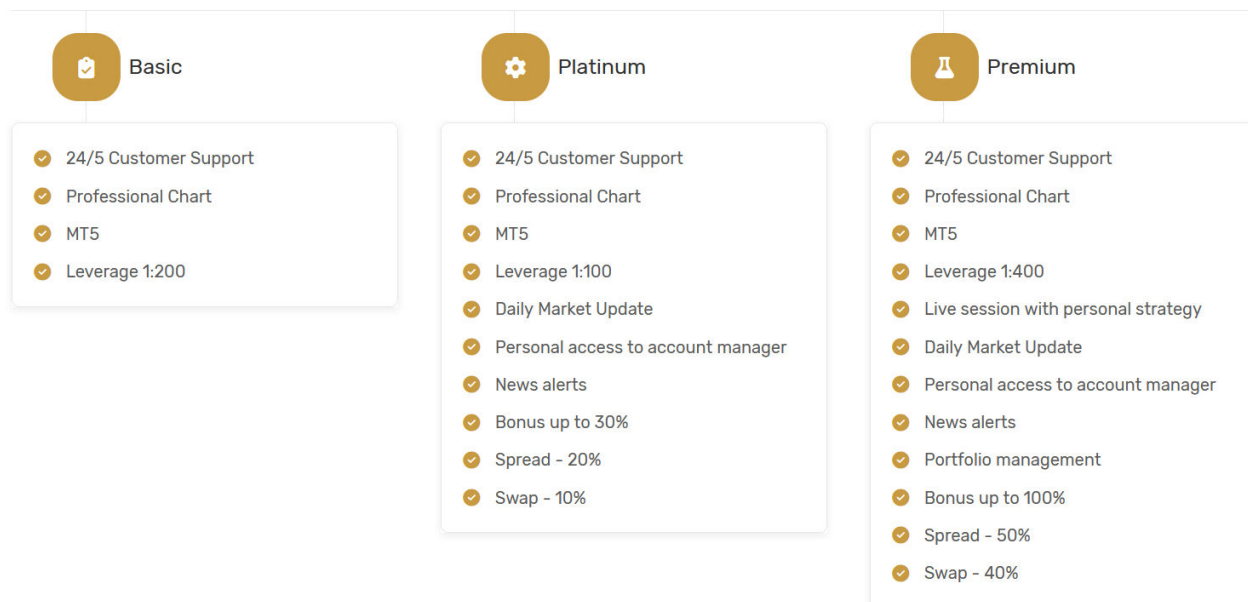 Basic
24/5 Customer Support
Professional Chart
MT5
Leverage 1:200
Platinum
24/5 Customer Support
Professional Chart
MT5
Leverage 1:100
Daily Market Update
Personal access to account manager
News alerts
Bonus up to 30%
Spread - 20%
Swap - 10%
Premium
24/5 Customer Support
Professional Chart
MT5
Leverage 1:400
Live session with personal strategy
Daily Market Update
Personal access to account manager
News alerts
Portfolio management
Bonus up to 100%
Spread - 50%
Swap - 40%